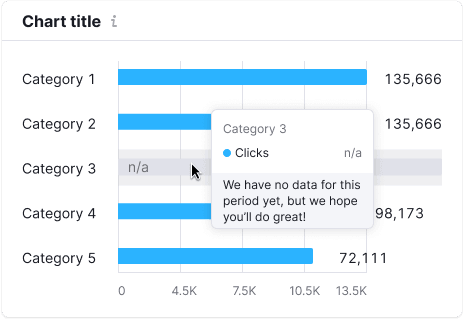 Chart title
Category 1 135,666
Category 2 135,666
Category 3 n/a
Category 3
Clicks n/a
We have no data for this
period yet, but we hope
you'll do great!
Category 4 98,173
Category 5 72,111
0 4.5K 7.5K 10.5K 13.5K